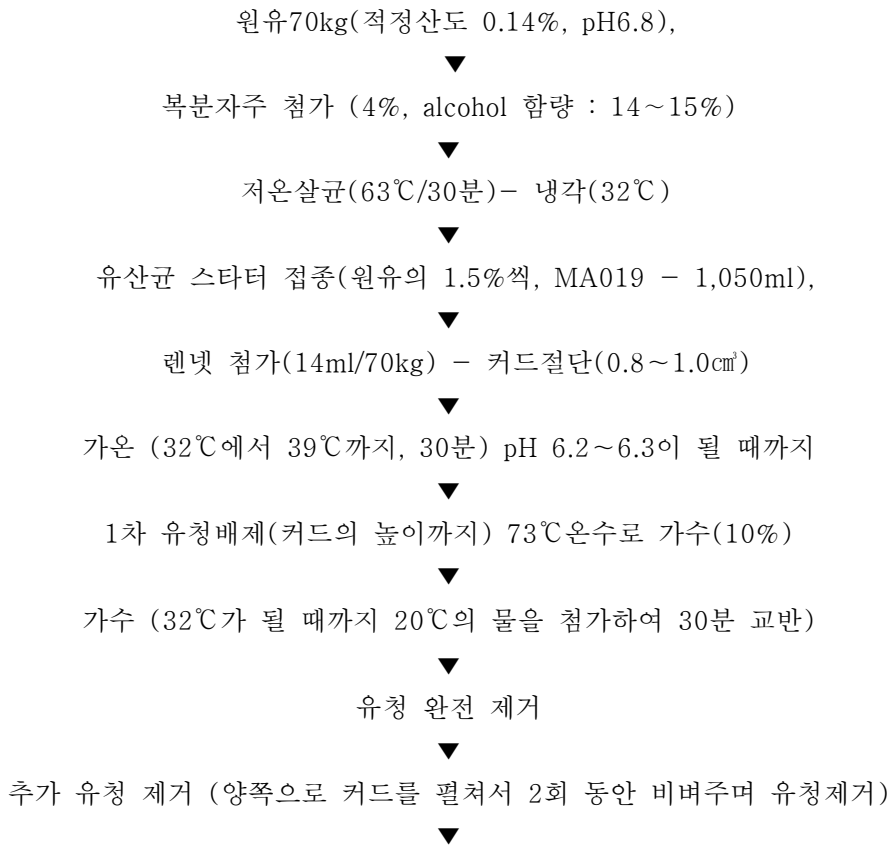 원유70kg(적정산도 0.14%, pH6.8),
▼
복분자주 첨가 (4%, alcohol 함량 : 14~15%)
▼
저온살균(63℃/30분)- 냉각(32℃)
▼
유산균 스타터 접종(원유의 1.5%씩, MA019 - 1,050ml),
▼
렌넷 첨가(14ml/70kg) - 커드절단(0.8~1.0㎤)
▼
가온 (32℃에서 39℃까지, 30분) pH 6.2~6.3이 될 때까지
▼
1차 유청배제(커드의 높이까지) 73℃온수로 가수(10%)
▼
가수 (32℃가 될 때까지 20℃의 물을 첨가하여 30분 교반)
▼
유청 완전 제거
▼
추가 유청 제거 (양쪽으로 커드를 펼쳐서 2회 동안 비벼주며 유청제거)
▼